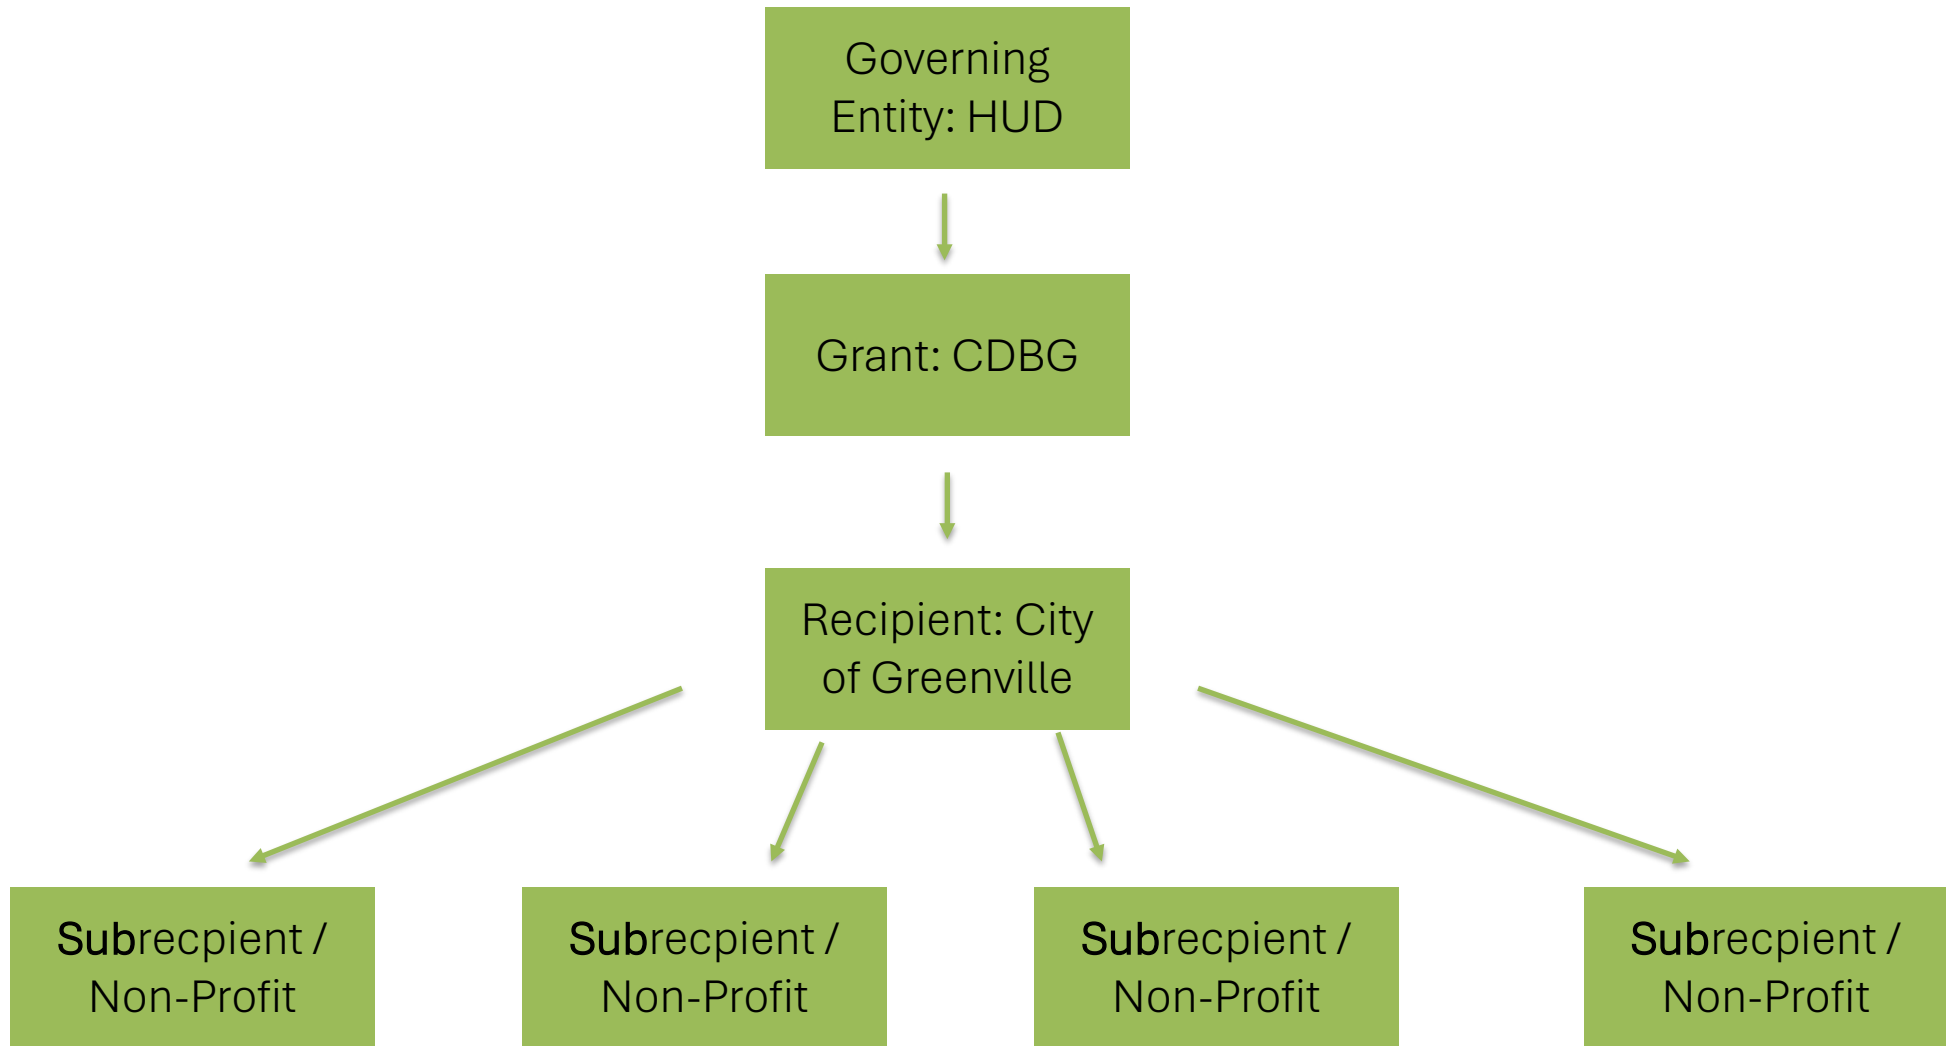 Governing
Entity: HUD
Grant: CDBG
Recipient: City
of Greenville
Subrecpient /
Non-Profit
Subrecpient /
Non-Profit
Subrecpient /
Non-Profit
Subrecpient /
Non-Profit